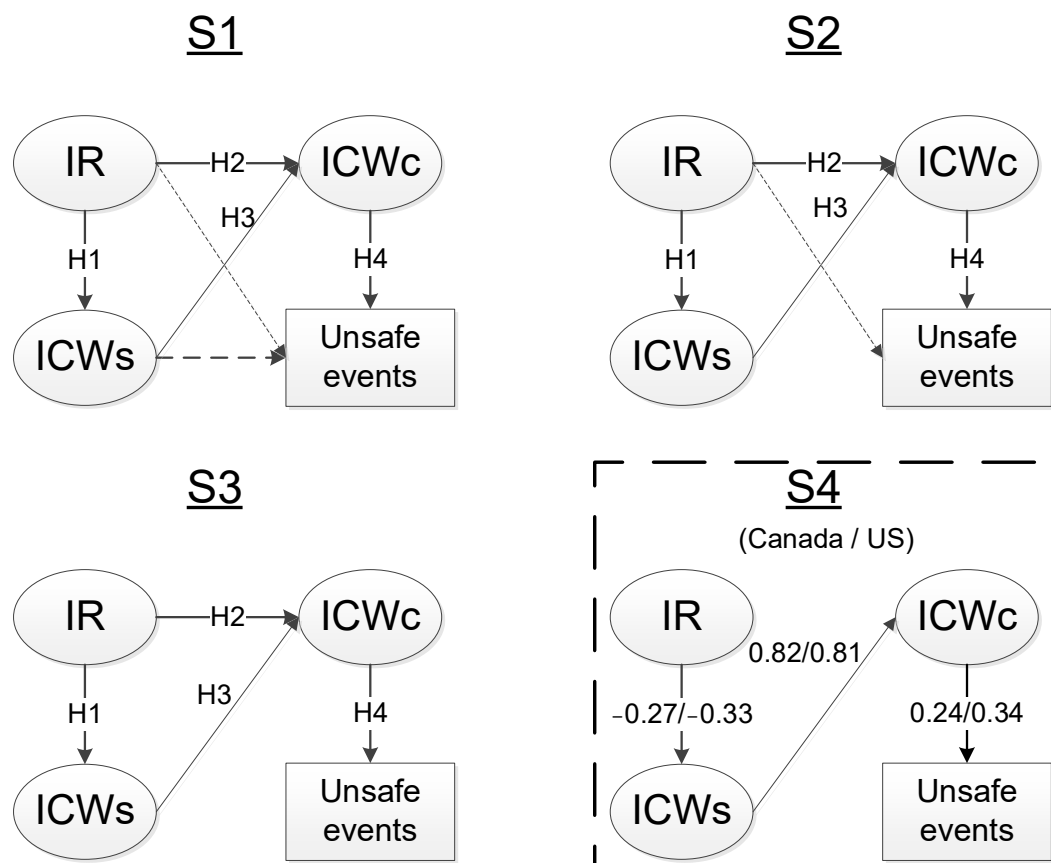 S1
IR
H2
ICWc
H3
H1
H4
ICWs
Unsafe
events
S2
IR
H2
ICWc
H3
H1
H4
ICWs
Unsafe
events
S3
IR
H2
ICWc
H3
H1
H4
ICWs
Unsafe
events
S4
(Canada / US)
IR
ICWc
0.82/0.81
−0.27/−0.33
0.24/0.34
ICWs
Unsafe
events